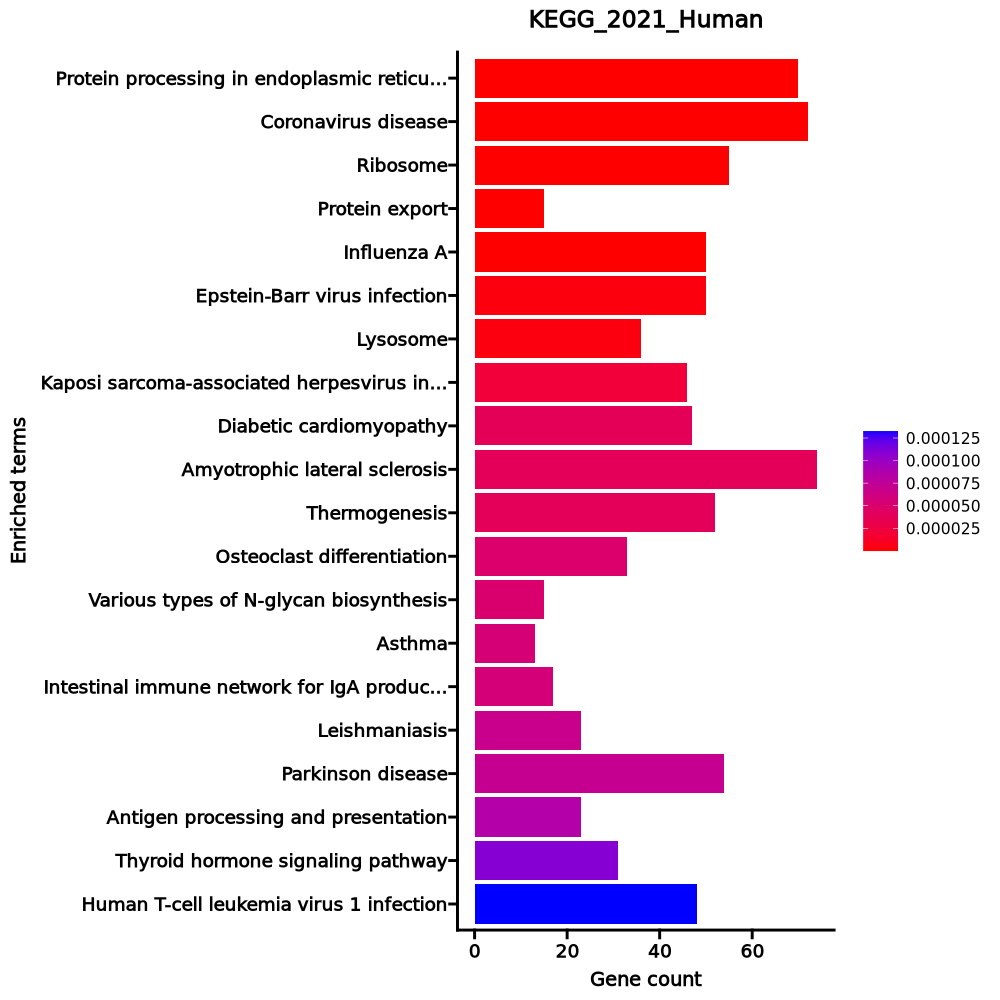 KEGG_2021_Human
Protein processing in endoplasmic reticu...
Coronavirus disease
Ribosome
Protein export
Influenza A
Epstein-Barr virus infection
Lysosome
Kaposi sarcoma-associated herpesvirus in...
Diabetic cardiomyopathy
Amyotrophic lateral sclerosis
Thermogenesis
Osteoclast differentiation
Various types of N-glycan biosynthesis
Asthma
Intestinal immune network for IgA produc...
Leishmaniasis
Parkinson disease
Antigen processing and presentation
Thyroid hormone signaling pathway
Human T-cell leukemia virus 1 infection
Enriched terms
0 20 40 60
Gene count
0.000125
0.000100
0.000075
0.000050
0.000025